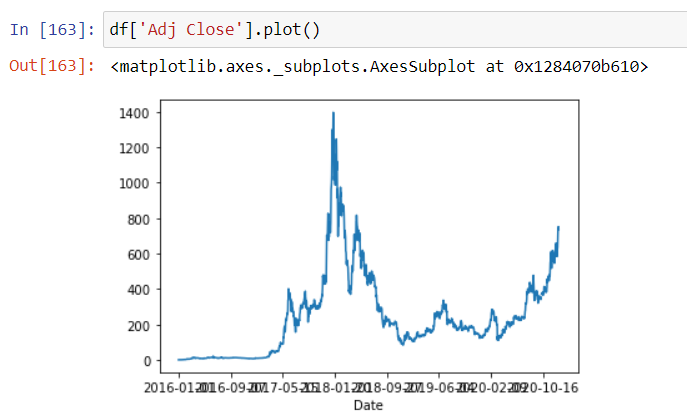 In [163]: df['Adj Close'].plot()
Out[163]: <matplotlib.axes._subplots.AxesSubplot at 0x1284070b610>
1400
1200
1000
800
600
400
200
0
2016-01-01 2016-09-07 2017-05-15 2018-01-20 2018-09-27 2019-06-04 2020-02-09 2020-10-16
Date